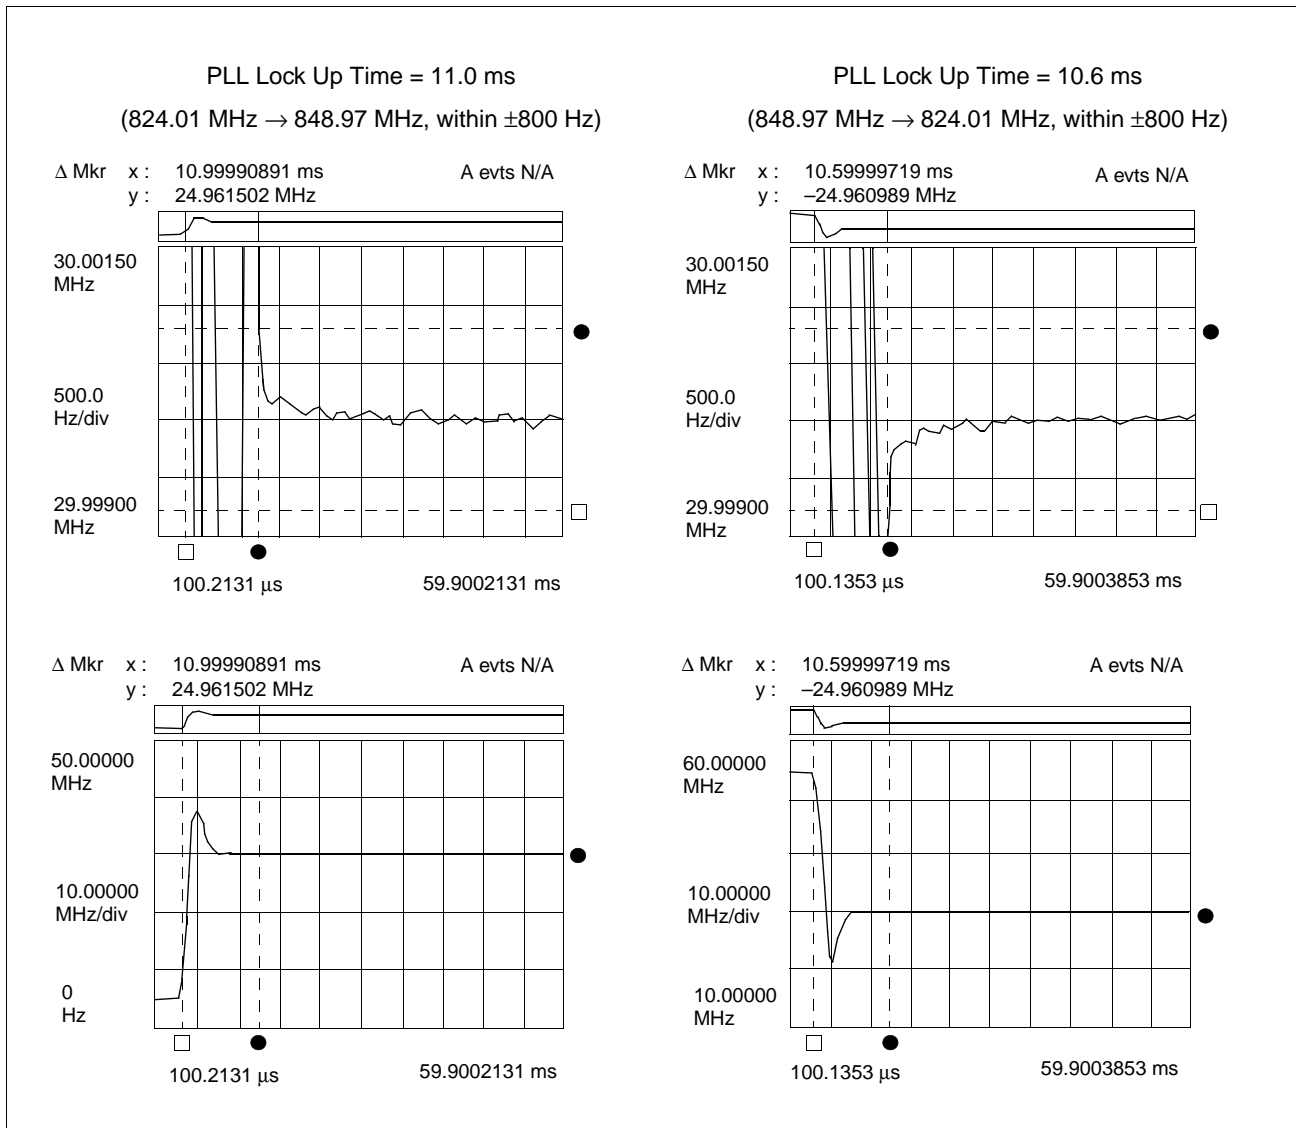 PLL Lock Up Time = 11.0 ms
(824.01 MHz → 848.97 MHz, within ±800 Hz)
Δ Mkr x : 10.99990891 ms A evts N/A
y : 24.961502 MHz
30.00150
MHz
500.0
Hz/div
29.99900
MHz
100.2131 µs 59.9002131 ms
PLL Lock Up Time = 10.6 ms
(848.97 MHz → 824.01 MHz, within ±800 Hz)
Δ Mkr x : 10.59999719 ms A evts N/A
y : –24.960989 MHz
30.00150
MHz
500.0
Hz/div
29.99900
MHz
100.1353 µs 59.9003853 ms
Δ Mkr x : 10.99990891 ms A evts N/A
y : 24.961502 MHz
50.00000
MHz
10.00000
MHz/div
0
Hz
100.2131 µs 59.9002131 ms
Δ Mkr x : 10.59999719 ms A evts N/A
y : –24.960989 MHz
60.00000
MHz
10.00000
MHz/div
10.00000
MHz
100.1353 µs 59.9003853 ms